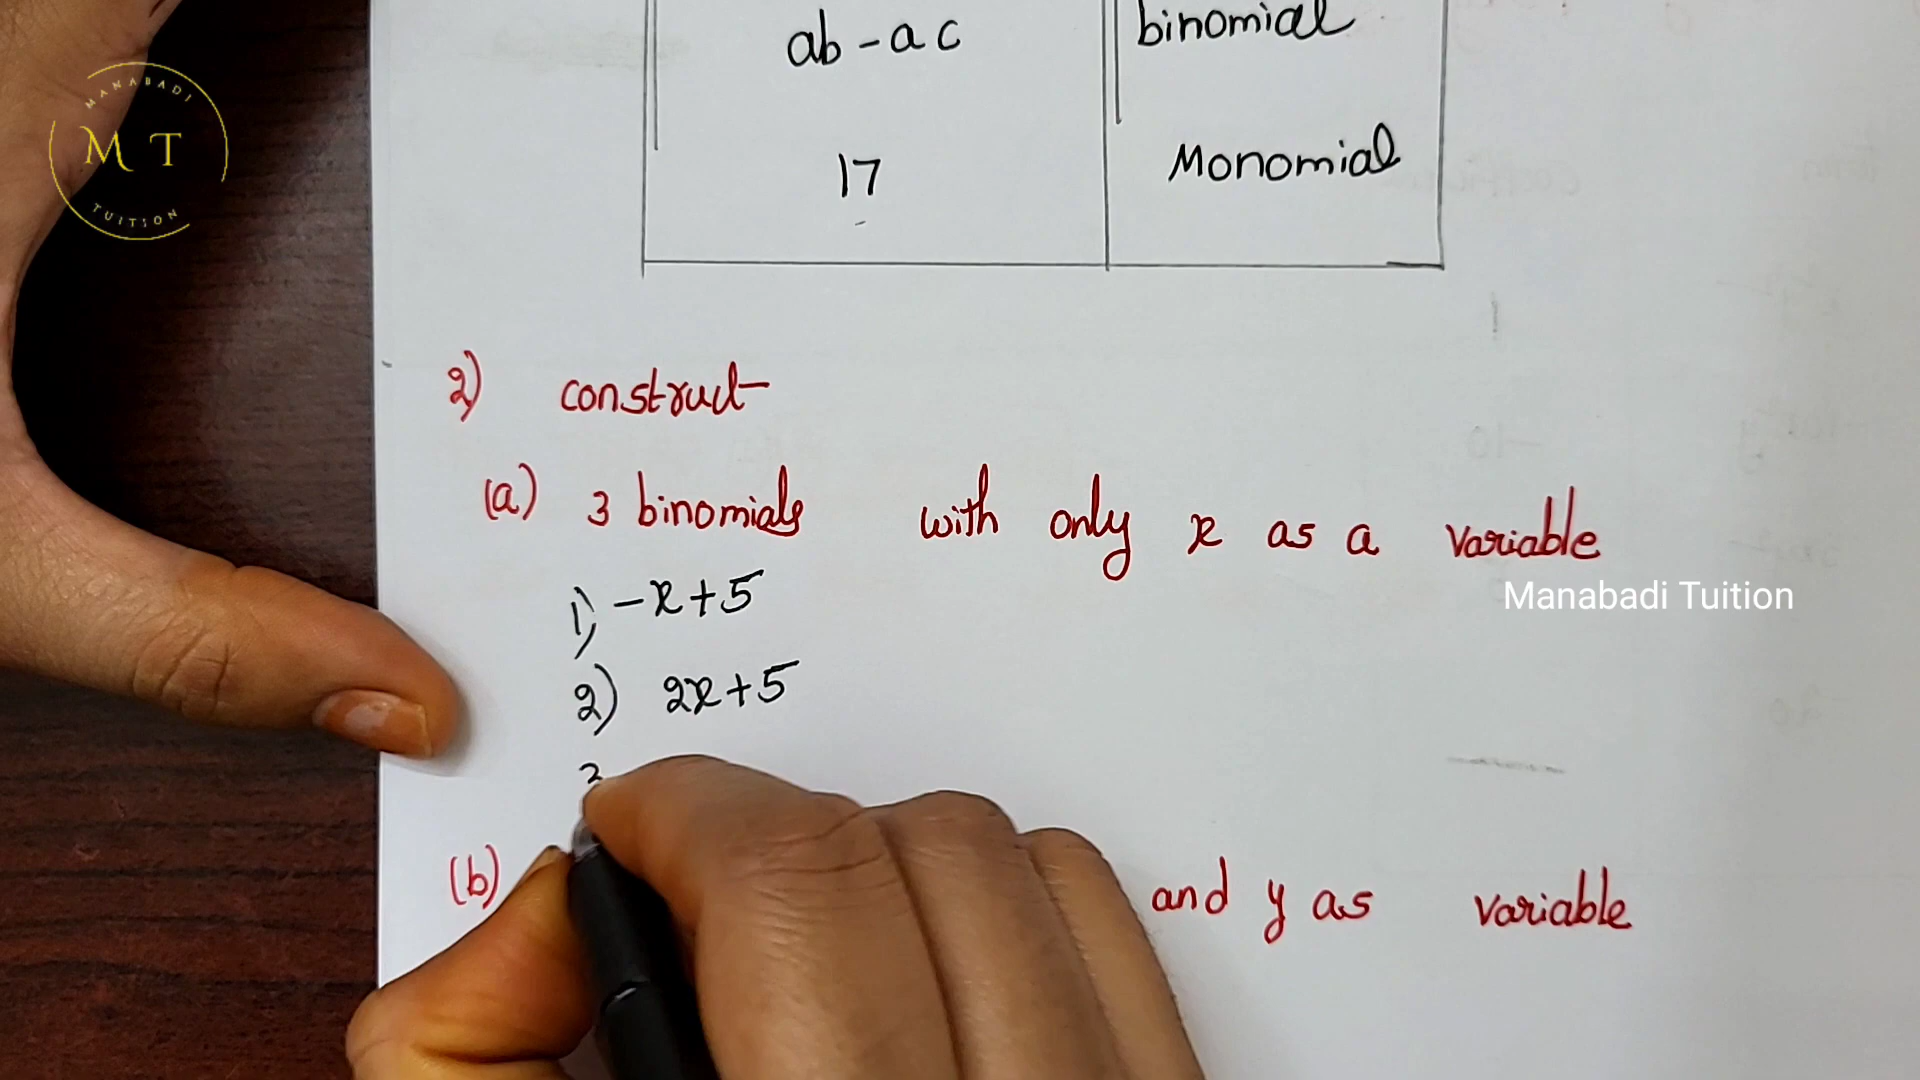 ab - ac binomial
17 Monomial
MANABADI
M T
TUITION
2) construct
(a) 3 binomials with only x as a variable
Manabadi Tuition
1) -x+5
2) 2x+5
3
(b) and y as variable